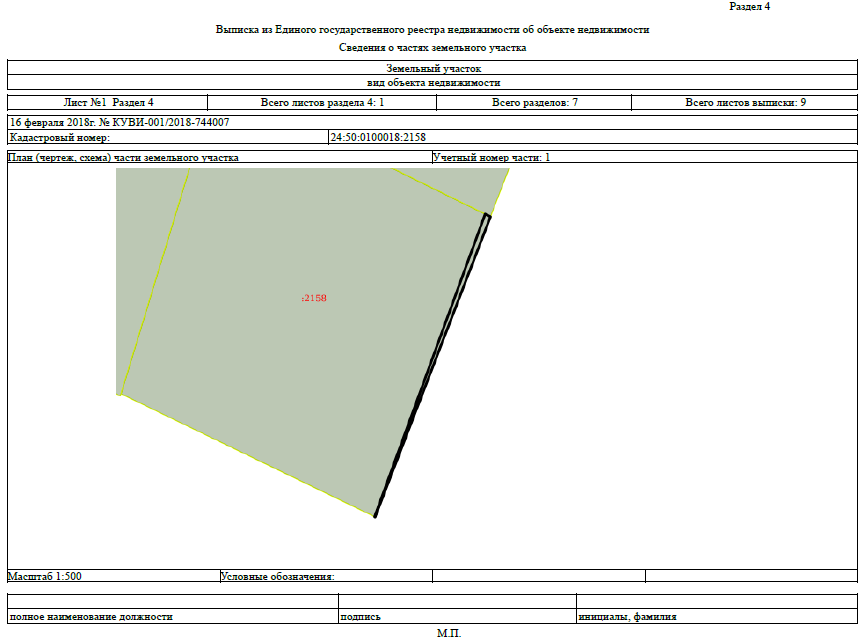 Раздел 4
Выписка из Единого государственного реестра недвижимости об объекте недвижимости
Сведения о частях земельного участка
Земельный участок
вид объекта недвижимости
Лист №1 Раздел 4 Всего листов раздела 4: 1 Всего разделов: 7 Всего листов выписки: 9
16 февраля 2018г. № КУВИ-001/2018-744007
Кадастровый номер: 24:50:0100018:2158
План (чертеж, схема) части земельного участка Учетный номер части: 1
:2158
Масштаб 1:500 Условные обозначения:
полное наименование должности подпись инициалы, фамилия
М.П.